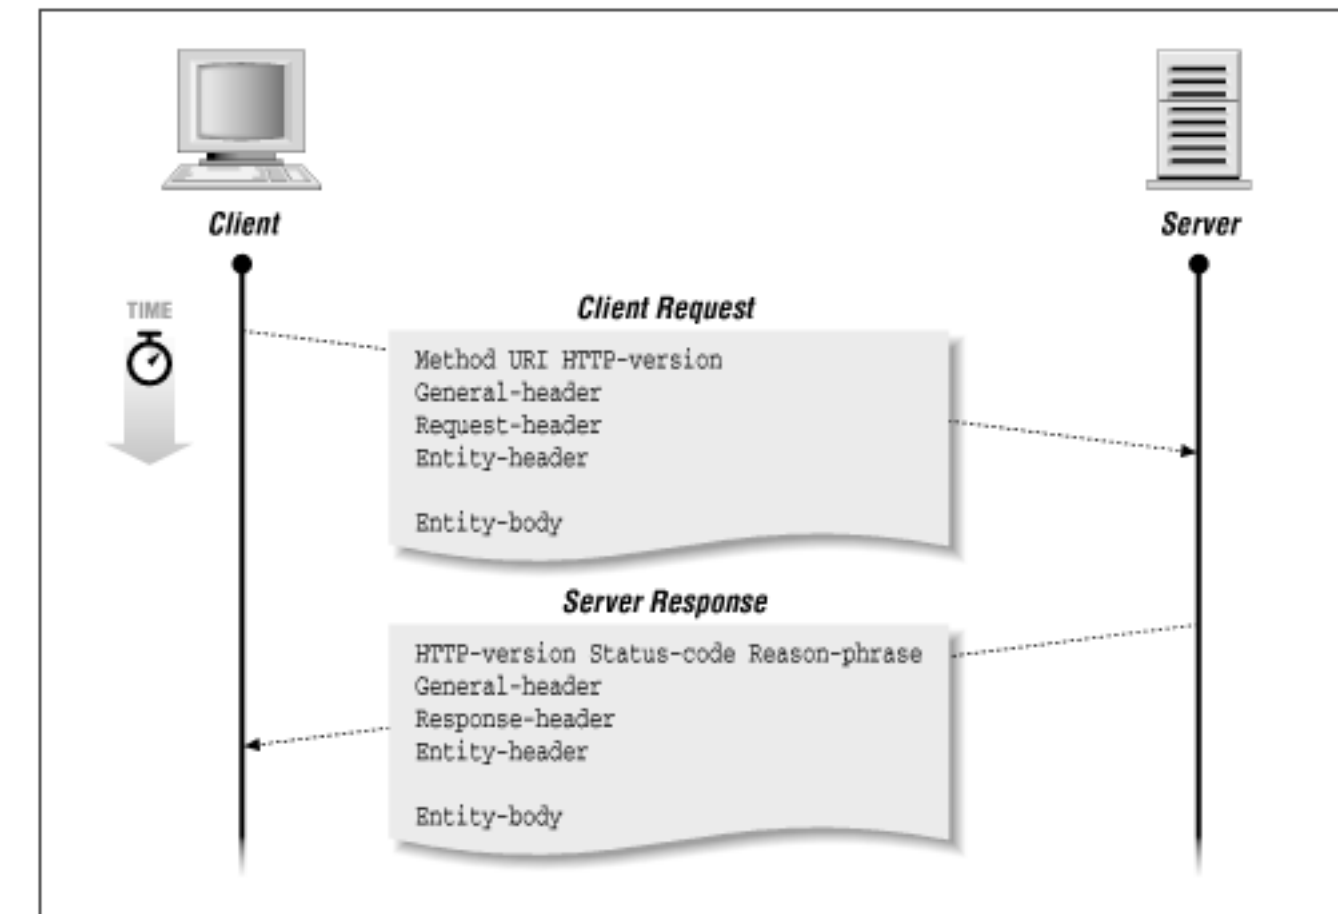 Client
Server
TIME
Client Request
Method URI HTTP-version
General-header
Request-header
Entity-header
Entity-body
Server Response
HTTP-version Status-code Reason-phrase
General-header
Response-header
Entity-header
Entity-body